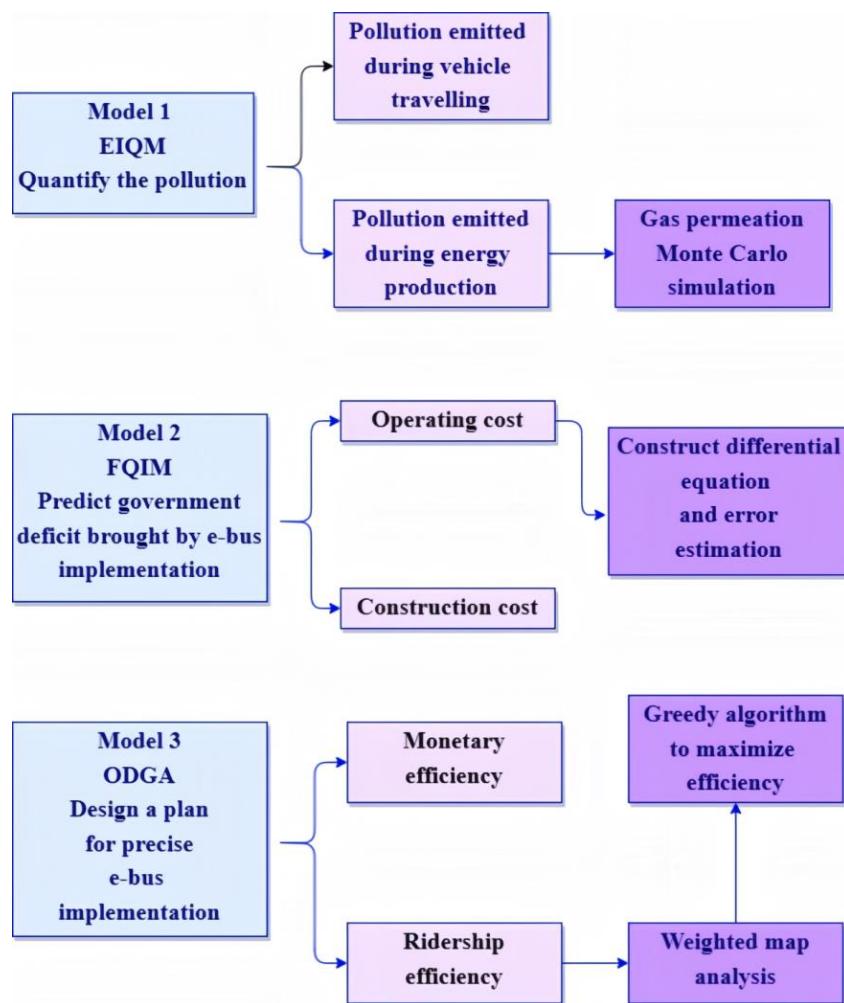 Pollution emitted
during vehicle
travelling
Model 1
EIQM
Quantify the pollution
Pollution emitted
during energy
production
Gas permeation
Monte Carlo
simulation
Model 2
FQIM
Predict government
deficit brought by e-bus
implementation
Operating cost
Construction cost
Construct differential
equation
and error
estimation
Model 3
ODGA
Design a plan
for precise
e-bus
implementation
Monetary
efficiency
Ridership
efficiency
Greedy algorithm
to maximize
efficiency
Weighted map
analysis